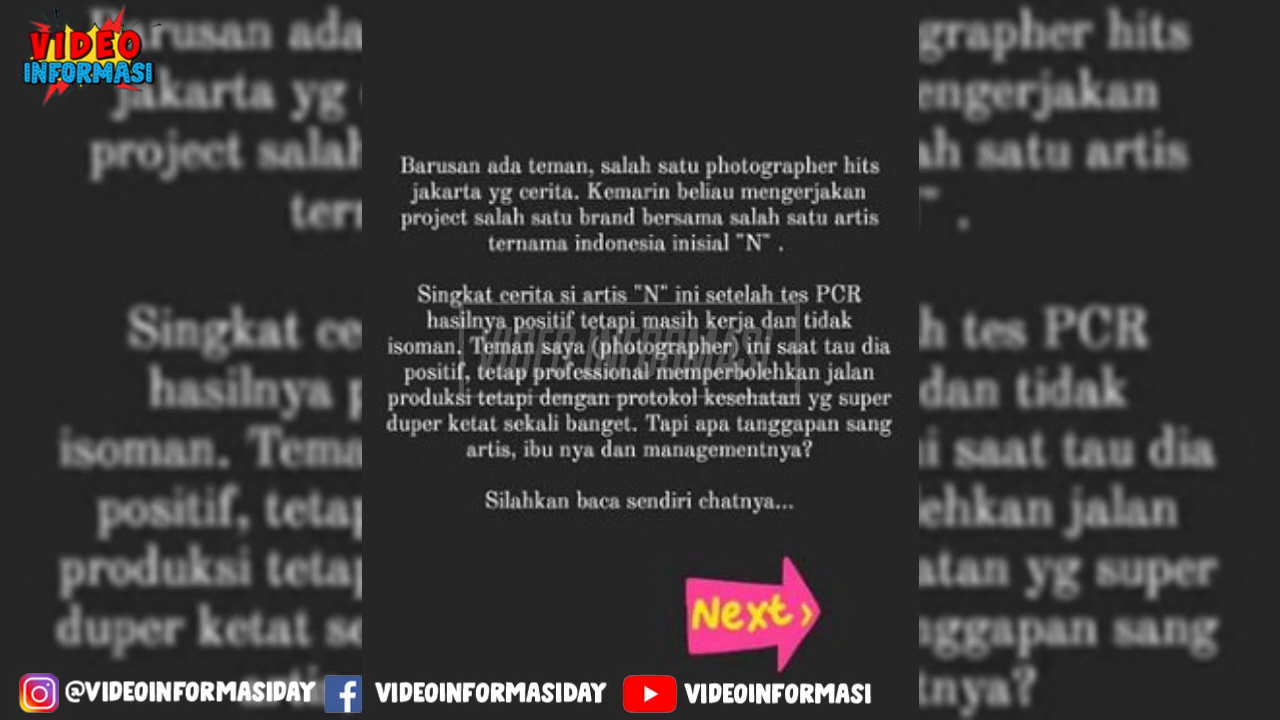 VIDEO
INFORMASI
Barusan ada teman, salah satu photographer hits
jakarta yg cerita. Kemarin beliau mengerjakan
project salah satu brand bersama salah satu artis
ternama indonesia inisial "N" .
Singkat cerita si artis "N" ini setelah tes PCR
hasilnya positif tetapi masih kerja dan tidak
isoman. Teman saya (photographer) ini saat tau dia
positif, tetap professional memperbolehkan jalan
produksi tetapi dengan protokol kesehatan yg super
duper ketat sekali banget. Tapi apa tanggapan sang
artis, ibu nya dan managementnya?
Silahkan baca sendiri chatnya...
Next >
@VIDEOINFORMASIDAY
VIDEOINFORMASIDAY
VIDEOINFORMASI